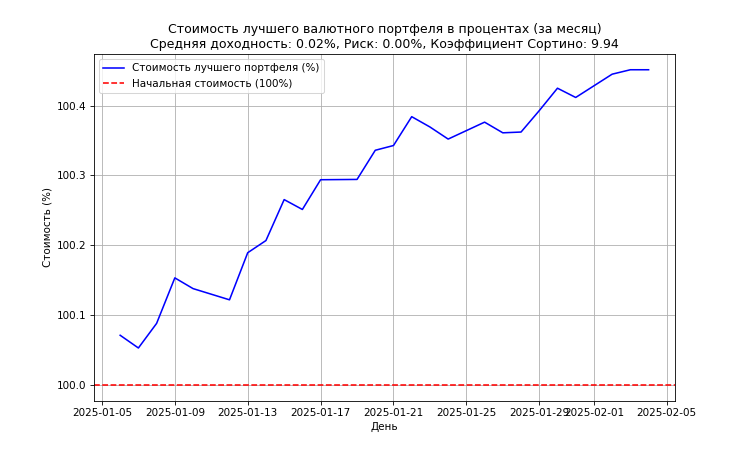 Стоимость лучшего валютного портфеля в процентах (за месяц)
Средняя доходность: 0.02%, Риск: 0.00%, Коэффициент Сортино: 9.94
Стоимость лучшего портфеля (%)
Начальная стоимость (100%)
Стоимость (%)
100.4
100.3
100.2
100.1
100.0
2025-01-05 2025-01-09 2025-01-13 2025-01-17 2025-01-21 2025-01-25 2025-01-29 2025-02-01 2025-02-05
День